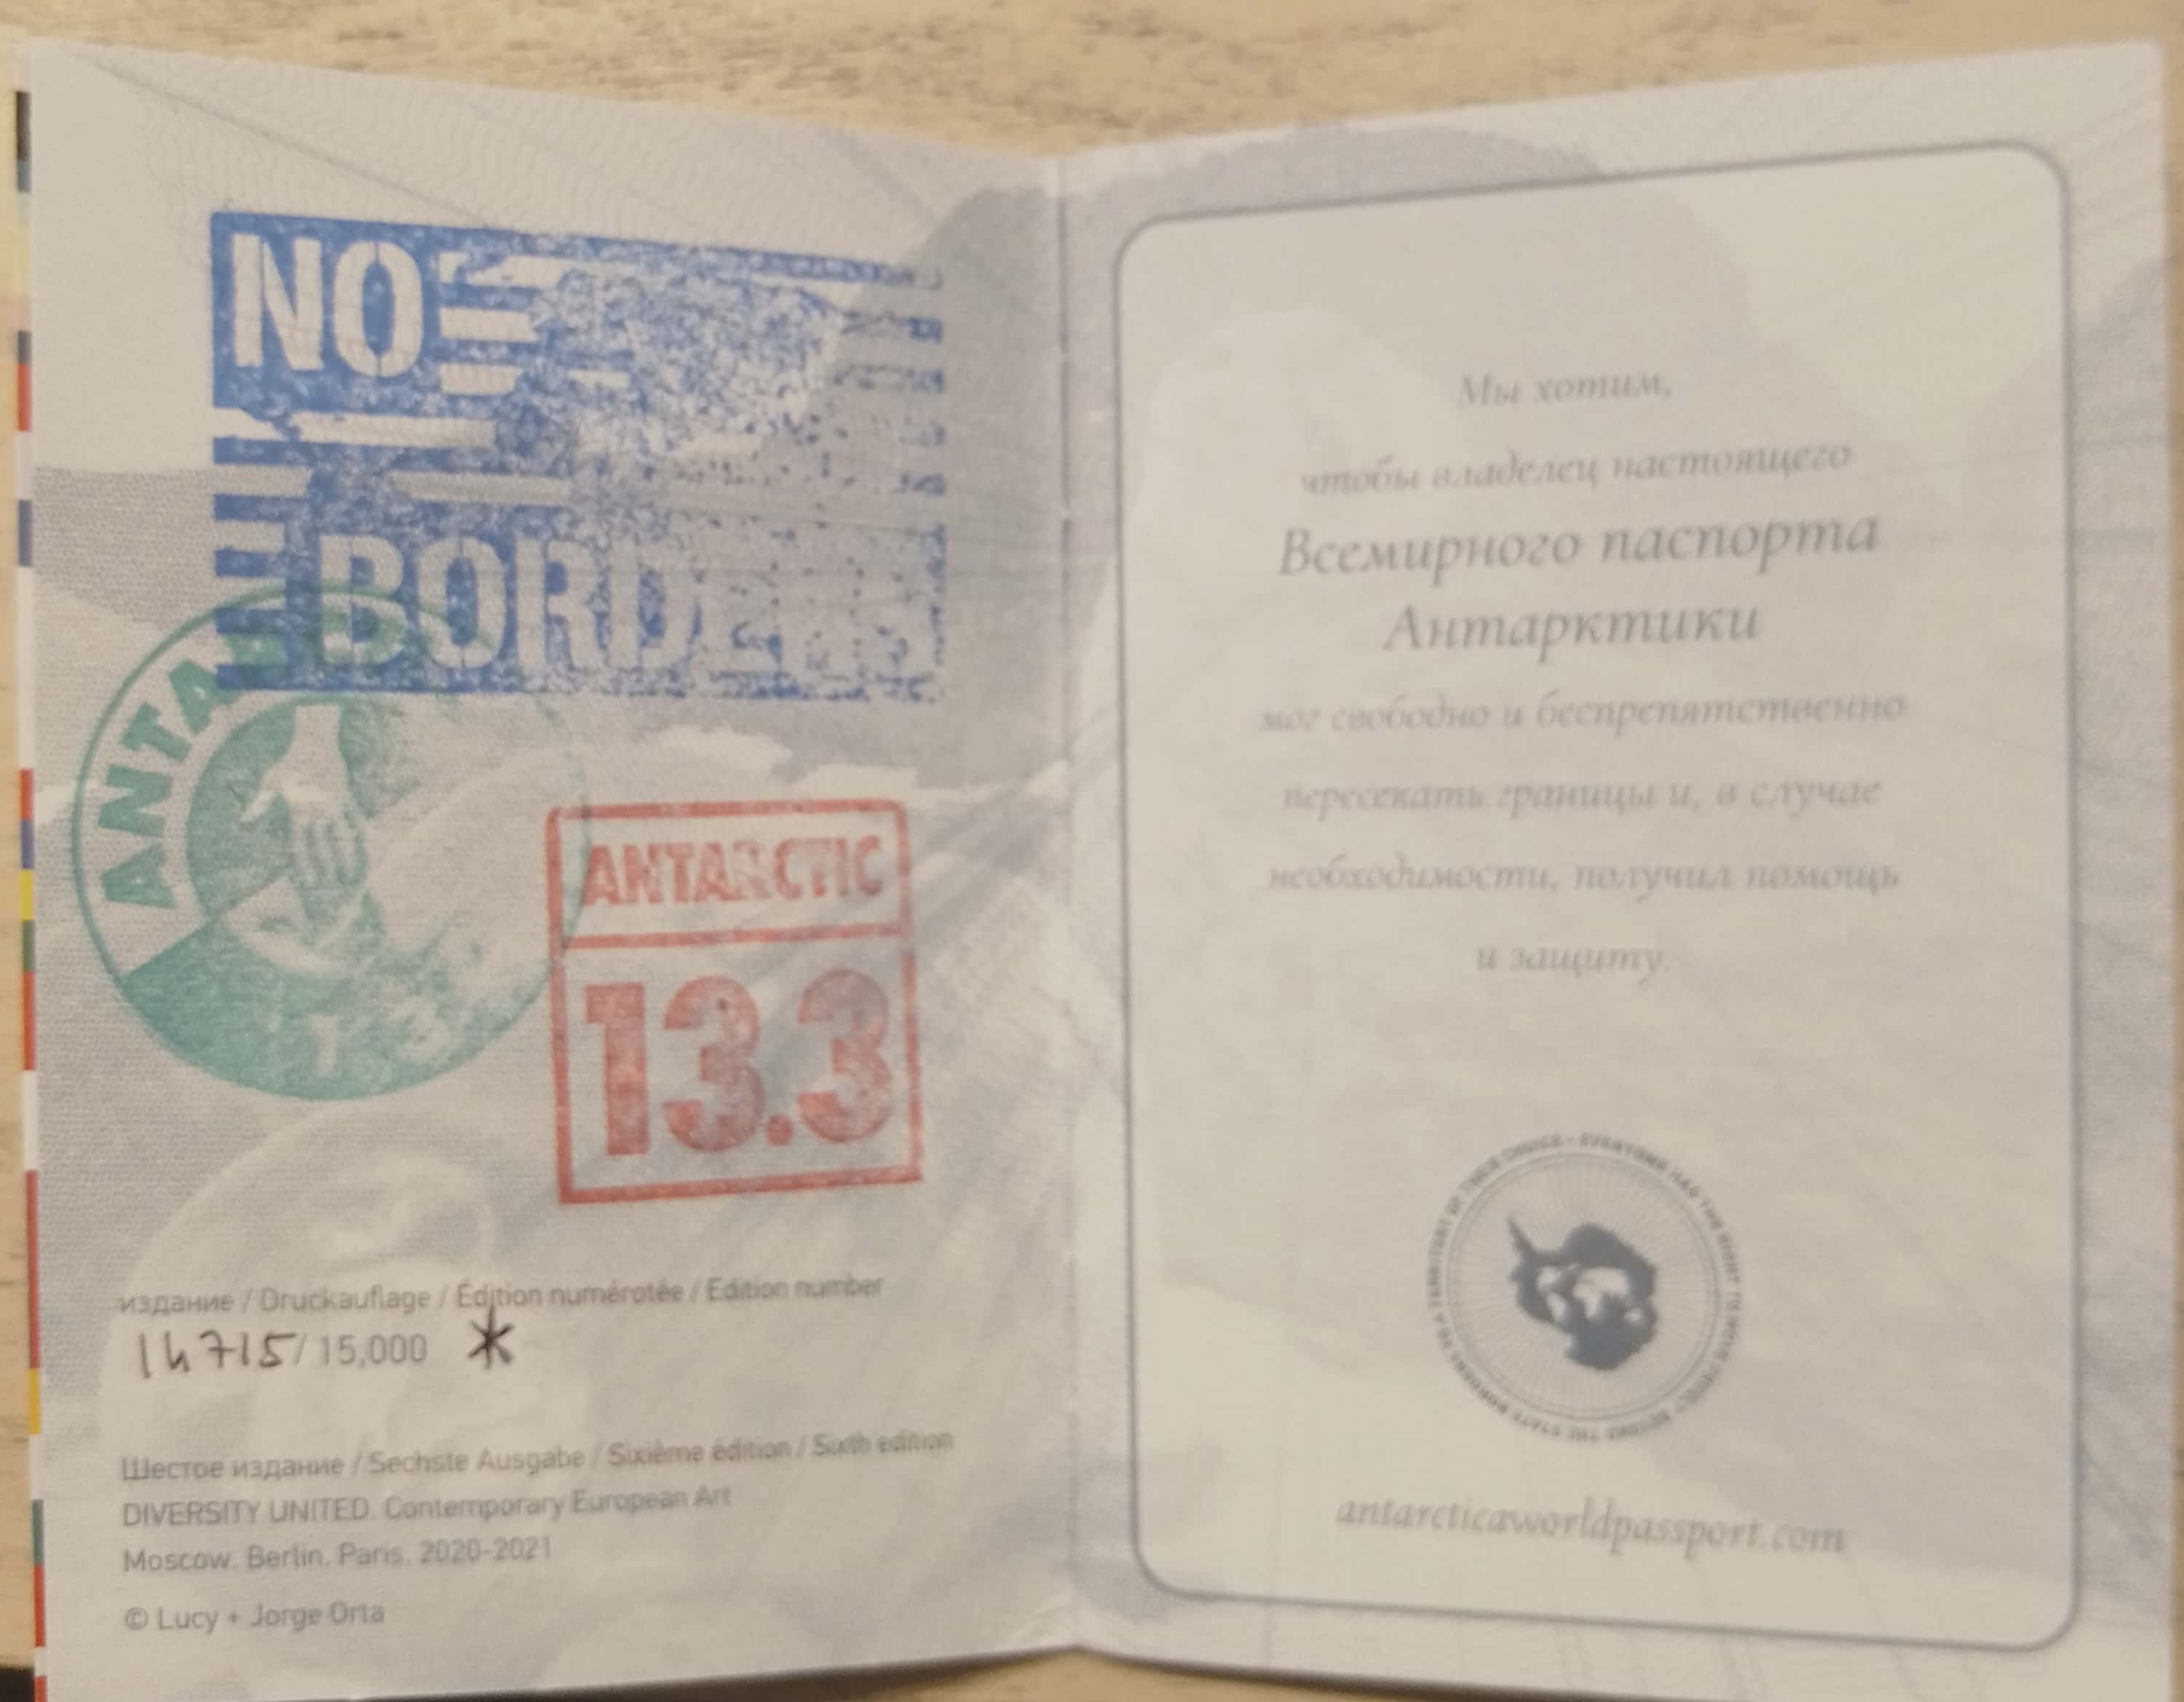 NO
BORDERS
ANTARC
ANTARCTIC
13.3
издание / Druckauflage / Édition numérotée / Edition number
14715/ 15,000 *
Шестое издание / Sechste Ausgabe / Sixième édition / Sixth edition
DIVERSITY UNITED. Contemporary European Art
Moscow. Berlin. Paris. 2020-2021
© Lucy + Jorge Orta
Мы хотим,
чтобы владелец настоящего
Всемирного паспорта
Антарктики
мог свободно и беспрепятственно
пересекать границы и, в случае
необходимости, получил помощь
и защиту.
antarcticaworldpassport.com